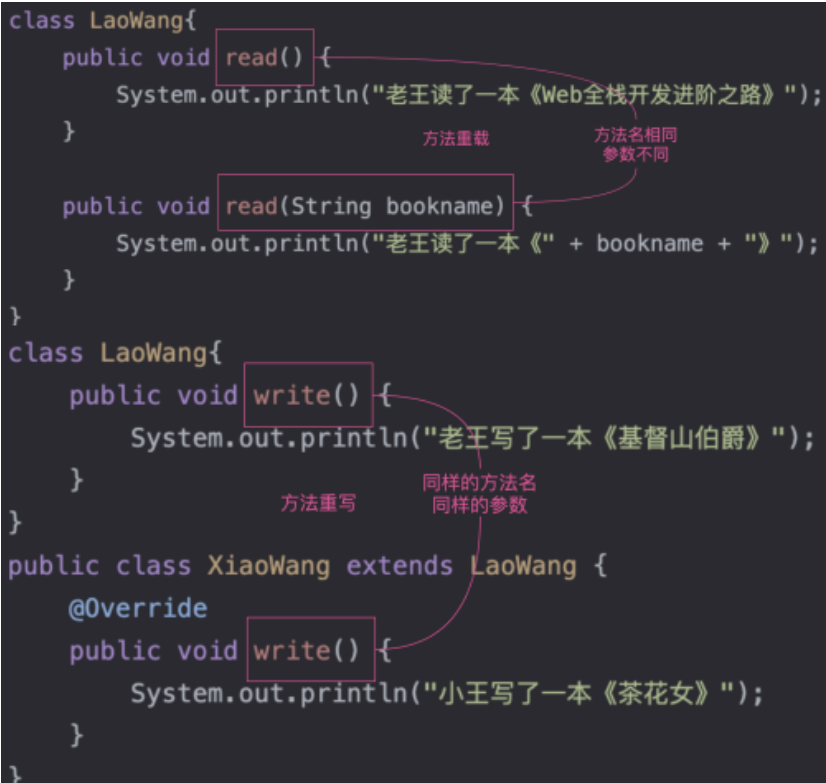 class LaoWang{
    public void read() {
        System.out.println("老王读了一本《Web全栈开发进阶之路》");
    }
方法重载
方法名相同
参数不同
    public void read(String bookname) {
        System.out.println("老王读了一本《" + bookname + "》");
    }
}
class LaoWang{
    public void write() {
        System.out.println("老王写了一本《基督山伯爵》");
    }
方法重写
同样的方法名
同样的参数
}
public class XiaoWang extends LaoWang {
    @Override
    public void write() {
        System.out.println("小王写了一本《茶花女》");
    }
}